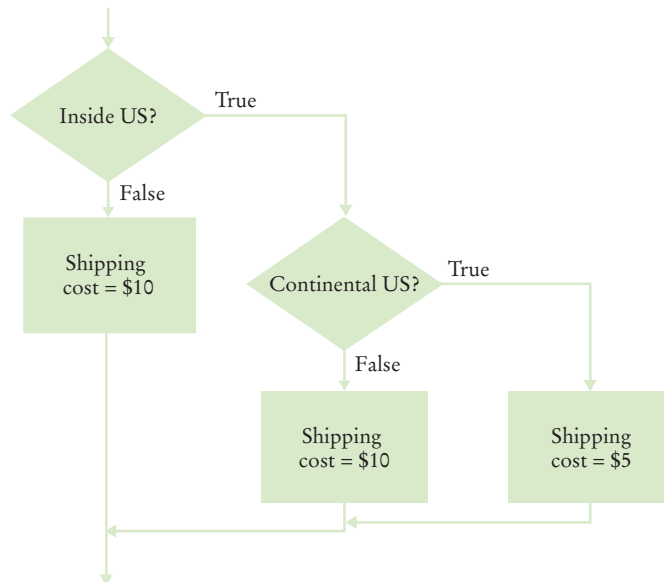 Inside US?
True
False
Shipping
cost = $10
Continental US?
True
False
Shipping
cost = $10
Shipping
cost = $5